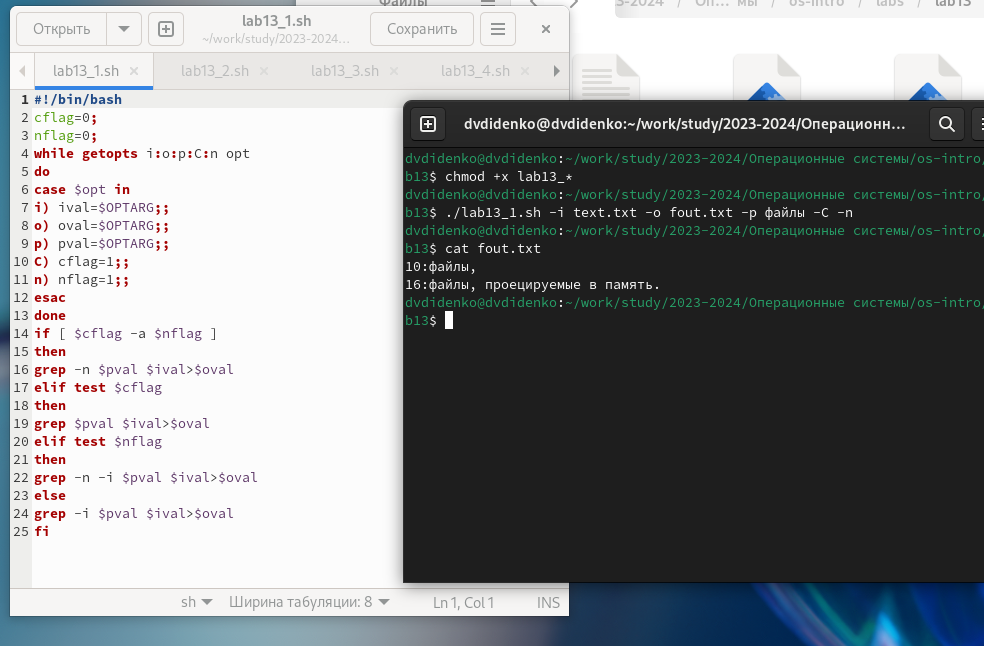 Файлы
3-2024 / Оп... мы / os-intro / labs / lab13
Открыть
lab13_1.sh
~/work/study/2023-2024...
Сохранить
lab13_1.sh × lab13_2.sh × lab13_3.sh × lab13_4.sh ×
1 #!/bin/bash
2 cflag=0;
3 nflag=0;
4 while getopts i:o:p:C:n opt
5 do
6 case $opt in
7 i) ival=$OPTARG;;
8 o) oval=$OPTARG;;
9 p) pval=$OPTARG;;
10 C) cflag=1;;
11 n) nflag=1;;
12 esac
13 done
14 if [ $cflag -a $nflag ]
15 then
16 grep -n $pval $ival>$oval
17 elif test $cflag
18 then
19 grep $pval $ival>$oval
20 elif test $nflag
21 then
22 grep -n -i $pval $ival>$oval
23 else
24 grep -i $pval $ival>$oval
25 fi
sh Ширина табуляции: 8 Ln 1, Col 1 INS
dvdidenko@dvdidenko:~/work/study/2023-2024/Операционн...
dvdidenko@dvdidenko:~/work/study/2023-2024/Операционные системы/os-intro/
b13$ chmod +x lab13_*
dvdidenko@dvdidenko:~/work/study/2023-2024/Операционные системы/os-intro/
b13$ ./lab13_1.sh -i text.txt -o fout.txt -p файлы -C -n
dvdidenko@dvdidenko:~/work/study/2023-2024/Операционные системы/os-intro/
b13$ cat fout.txt
10:файлы,
16:файлы, проецируемые в память.
dvdidenko@dvdidenko:~/work/study/2023-2024/Операционные системы/os-intro/
b13$